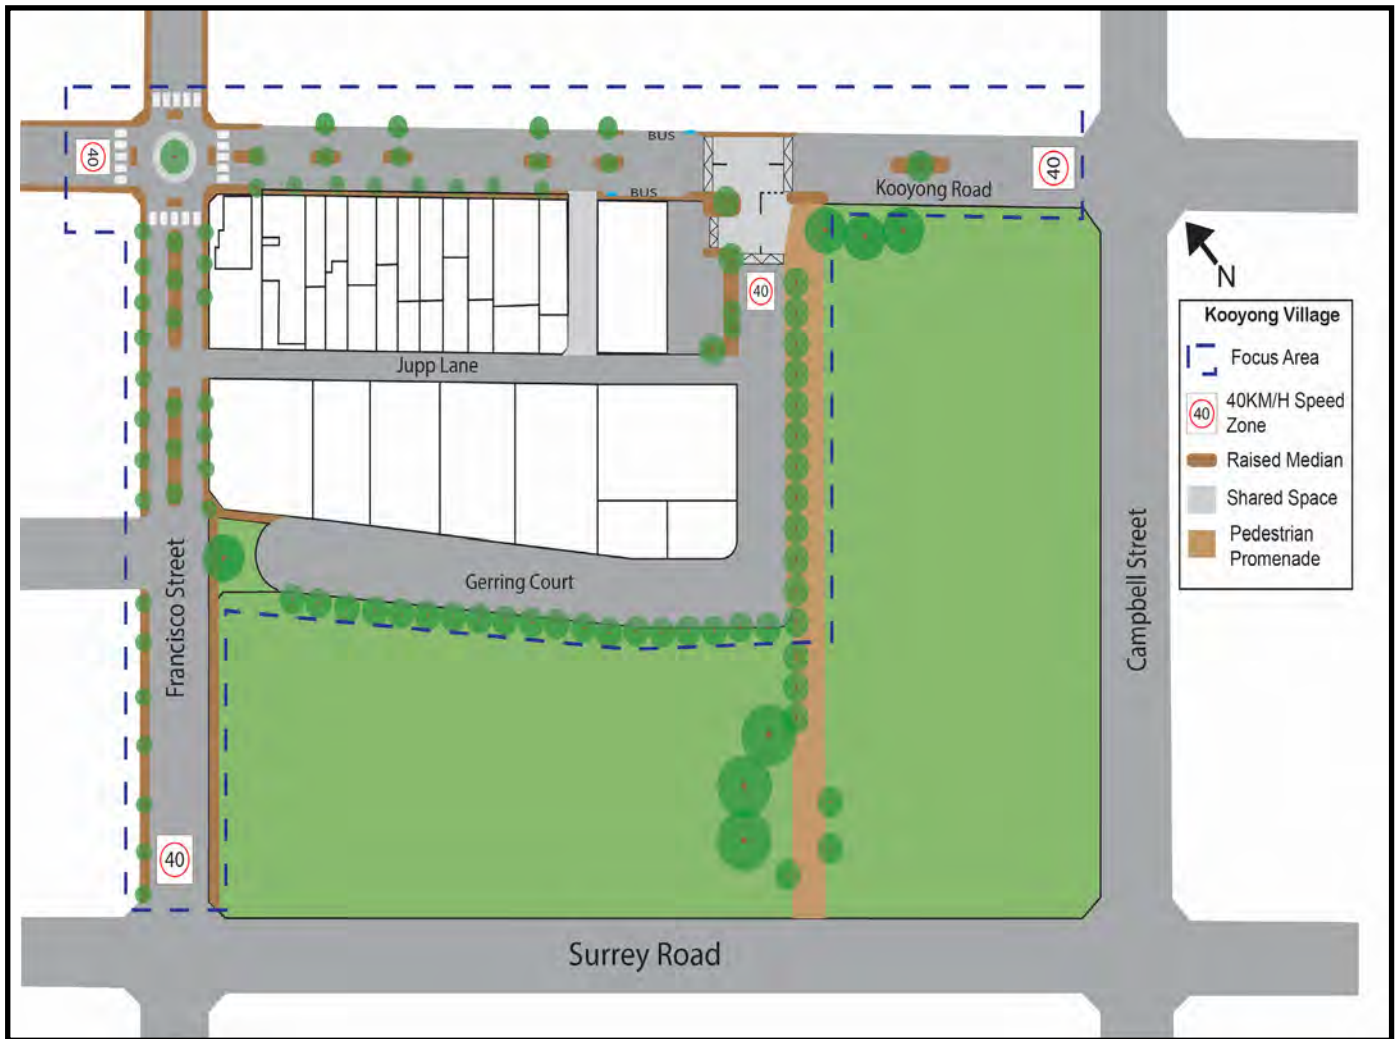 40
BUS
40
BUS
Kooyong Road
N
40
Kooyong Village
Focus Area
40
40KM/H Speed
Zone
Raised Median
Shared Space
Pedestrian
Promenade
Jupp Lane
Gerring Court
Francisco Street
Campbell Street
40
Surrey Road